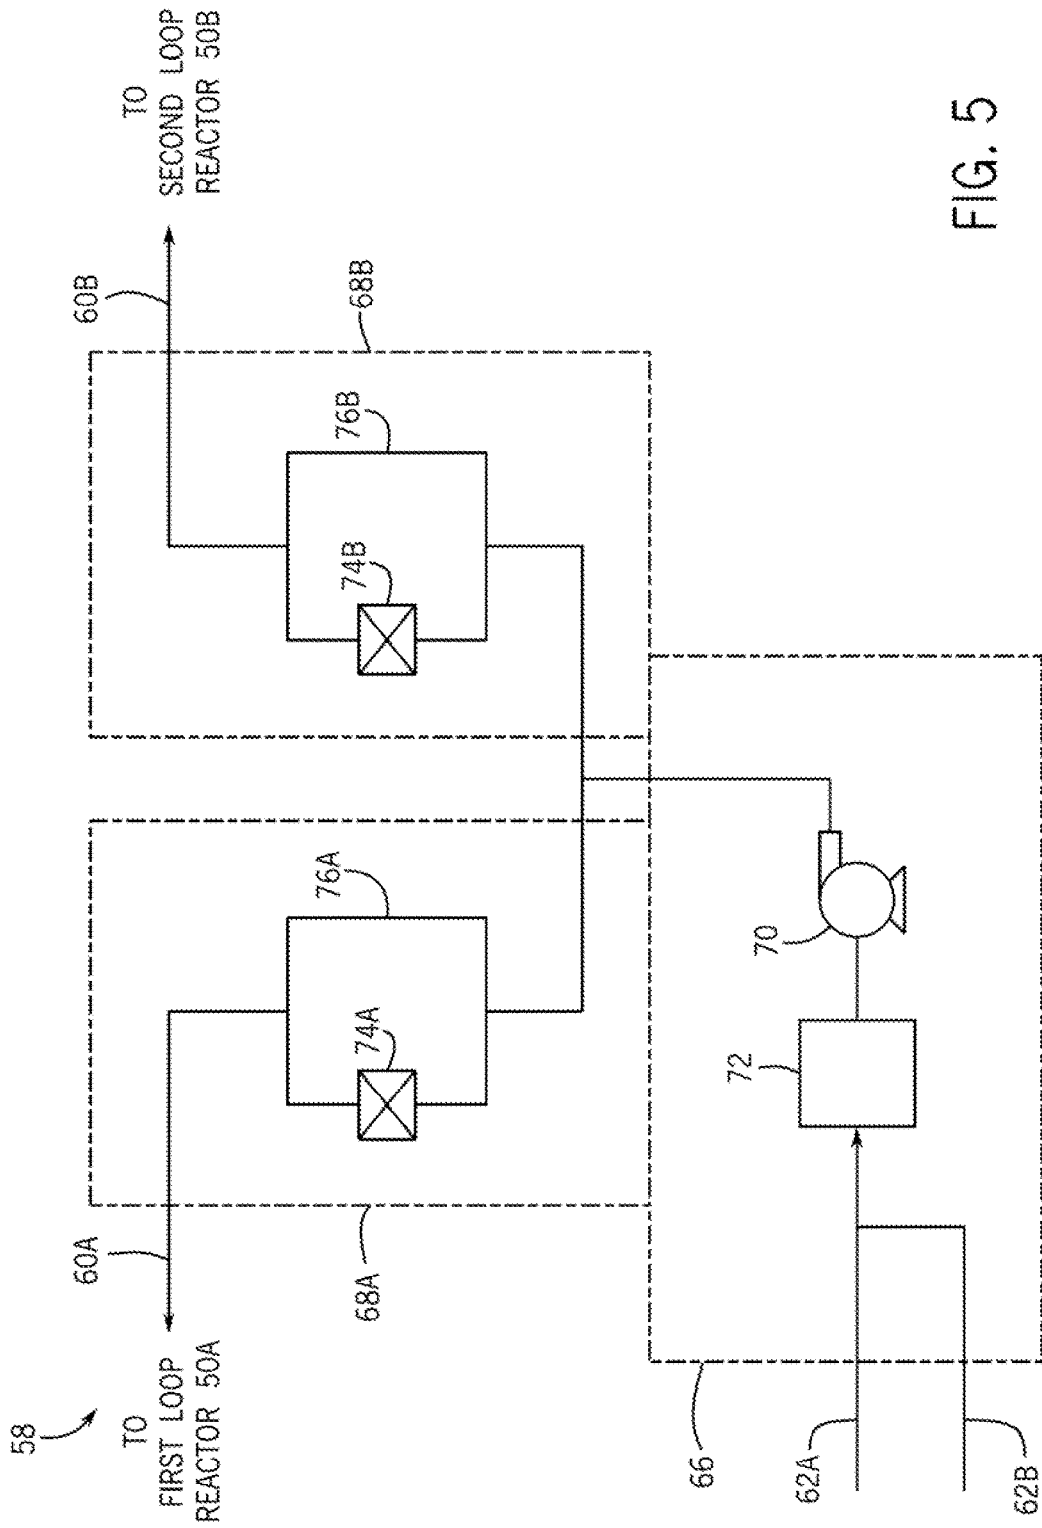 58
TO
FIRST LOOP
REACTOR 50A
60A
60B
TO
SECOND LOOP
REACTOR 50B
68A
74A
76A
74B
76B
68B
66
62A
62B
72
70
FIG. 5